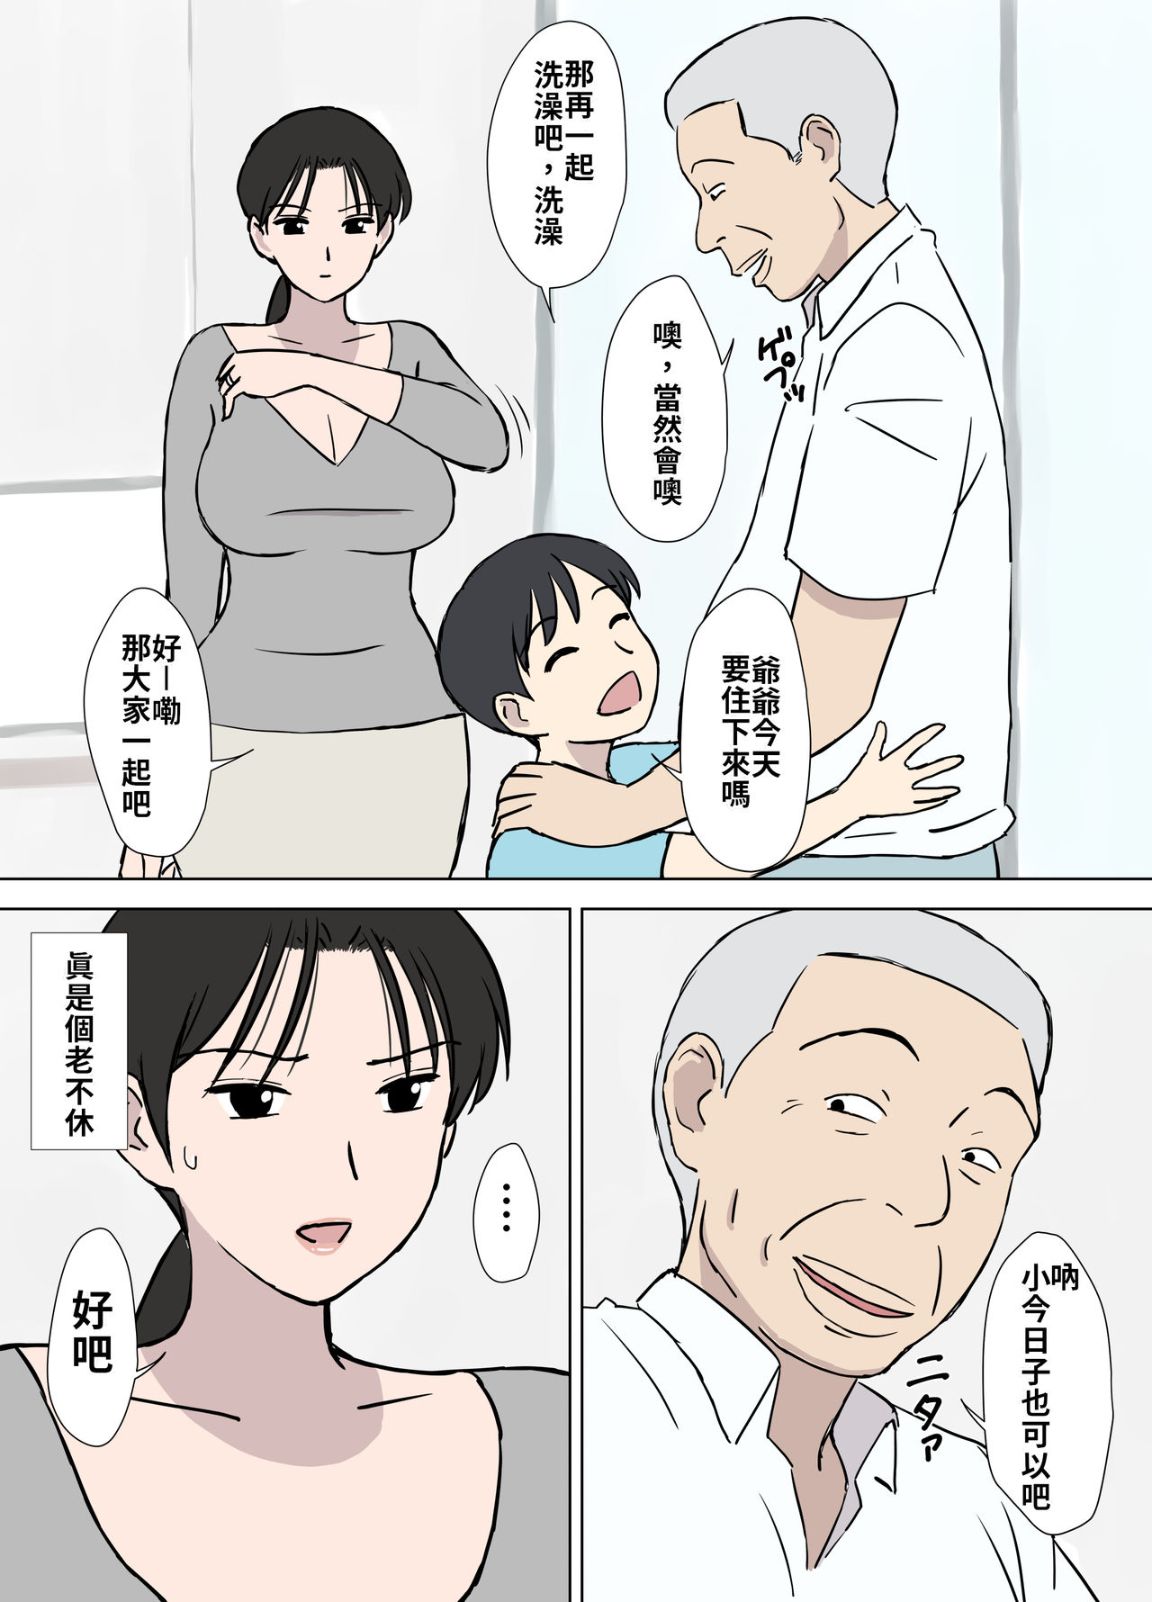 爺爺今天
要住下來嗎
噢，當然會噢
那再一起
洗澡吧，洗澡
好－嘞
那大家一起吧
ゲプッ
吶
小今日子也可以吧
ニタァ
⋯⋯
眞是個老不休
好吧